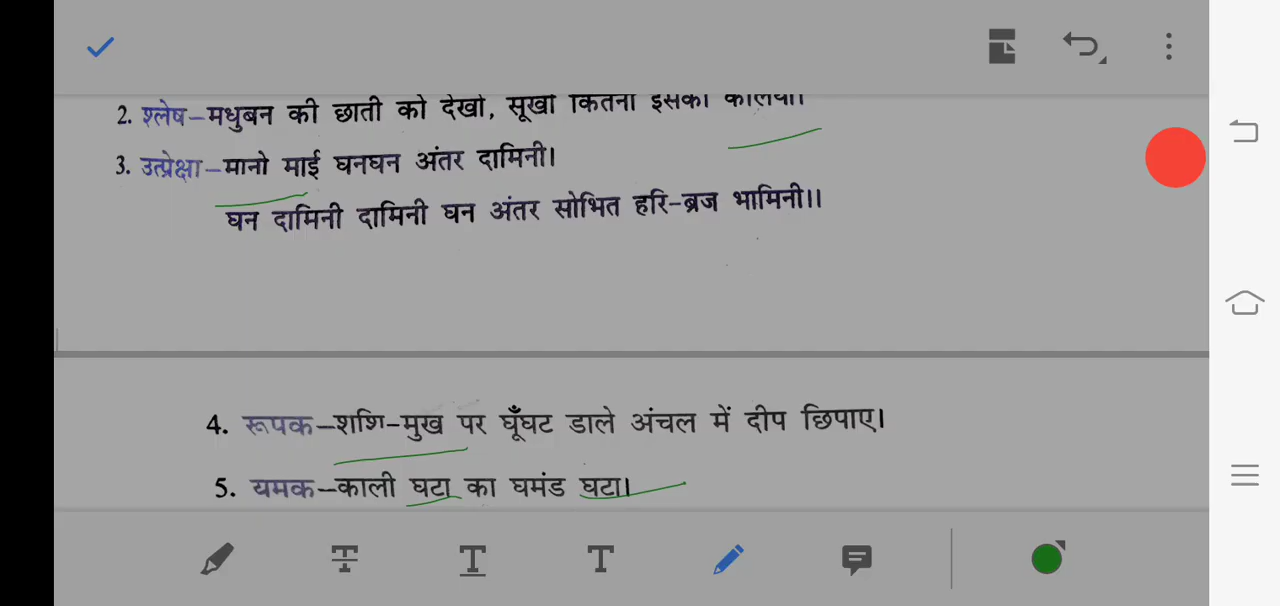 2. श्लेष–मधुबन की छाती को देखो, सूखी कितनी इसकी कलियाँ।
3. उत्प्रेक्षा–मानो माई घनघन अंतर दामिनी।
घन दामिनी दामिनी घन अंतर सोभित हरि-ब्रज भामिनी।।
4. रूपक–शशि-मुख पर घूँघट डाले अंचल में दीप छिपाए।
5. यमक–काली घटा का घमंड घटा।
T
T
T